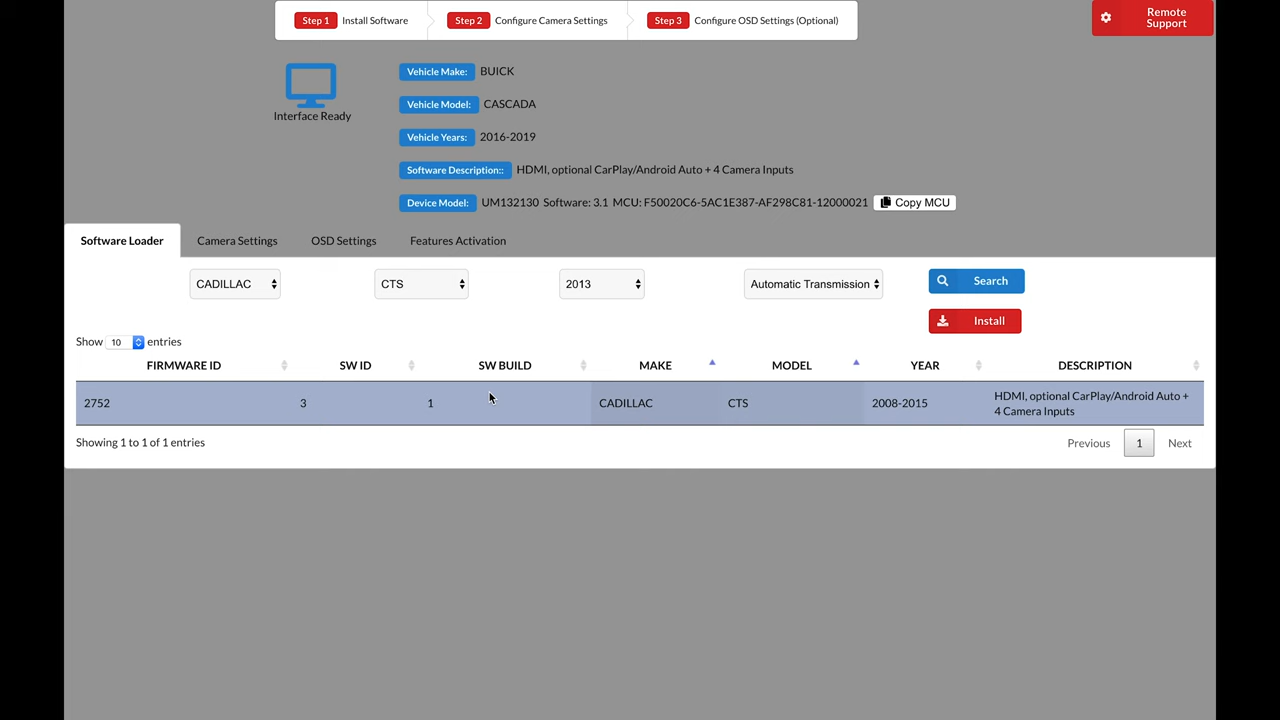 Step 1 Install Software Step 2 Configure Camera Settings Step 3 Configure OSD Settings (Optional)
Remote
Support
Interface Ready
Vehicle Make: BUICK
Vehicle Model: CASCADA
Vehicle Years: 2016-2019
Software Description:: HDMI, optional CarPlay/Android Auto + 4 Camera Inputs
Device Model: UM132130 Software: 3.1 MCU: F50020C6-5AC1E387-AF298C81-12000021 Copy MCU
Software Loader Camera Settings OSD Settings Features Activation
CADILLAC CTS 2013 Automatic Transmission Search
Install
Show 10 entries
FIRMWARE ID SW ID SW BUILD MAKE MODEL YEAR DESCRIPTION
2752 3 1 CADILLAC CTS 2008-2015 HDMI, optional CarPlay/Android Auto +
4 Camera Inputs
Showing 1 to 1 of 1 entries Previous 1 Next